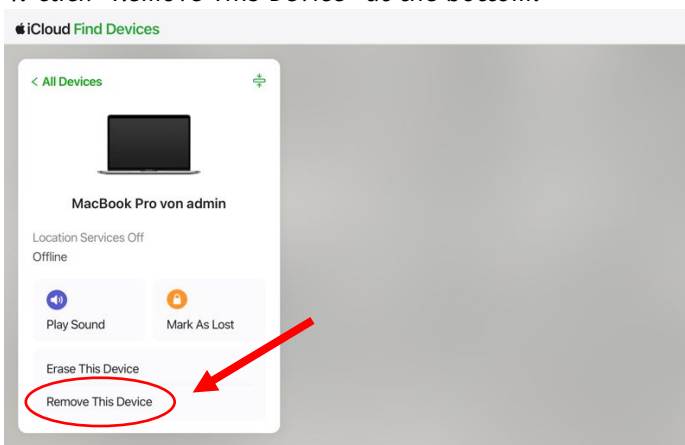 4. Click "Remove This Device" at the bottom.
iCloud Find Devices
< All Devices
MacBook Pro von admin
Location Services Off
Offline
Play Sound
Mark As Lost
Erase This Device
Remove This Device